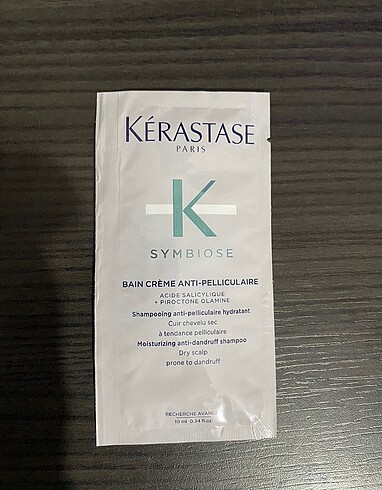 KÉRASTASE
PARIS
K
SYMBIOSE
BAIN CRÈME ANTI-PELLICULAIRE
ACIDE SALICYLIQUE
+ PIROCTONE OLAMINE
Shampooing anti-pelliculaire hydratant
Cuir chevelu sec
à tendance pelliculaire
Moisturizing anti-dandruff shampoo
Dry scalp
prone to dandruff
RECHERCHE AVANCÉE
10 ml 0.34 fl.oz.